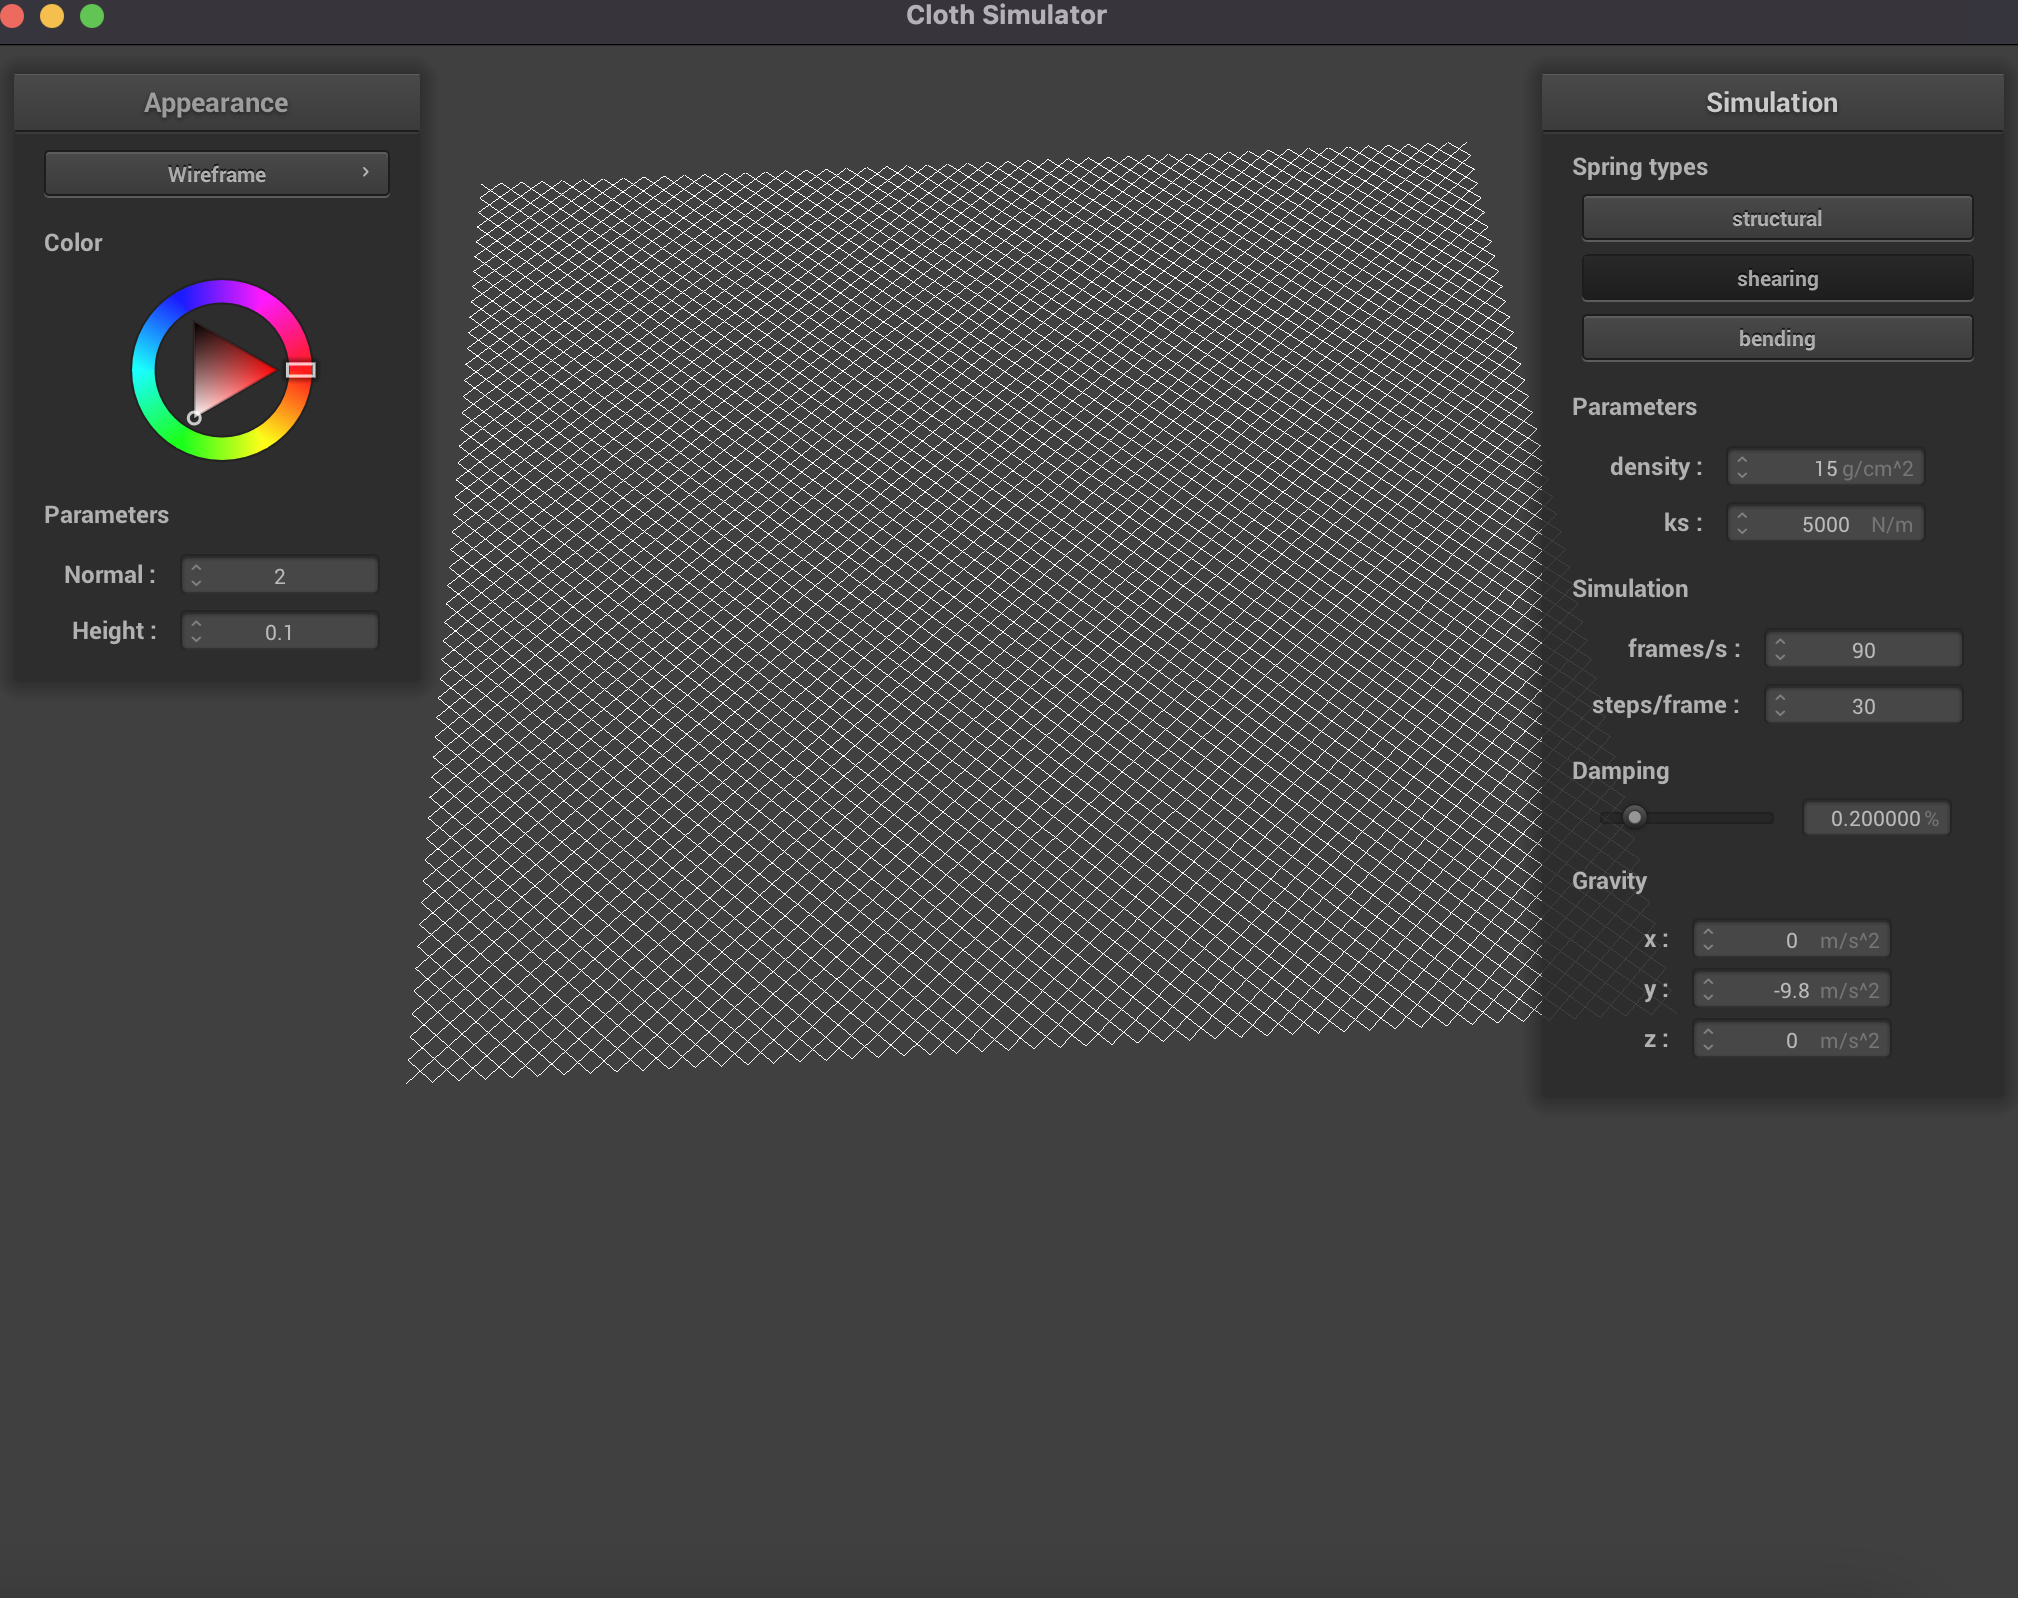 Cloth Simulator
Appearance
Wireframe
Color
Parameters
Normal : 2
Height : 0.1
Simulation
Spring types
structural
shearing
bending
Parameters
density : 15 g/cm^2
ks : 5000 N/m
Simulation
frames/s : 90
steps/frame : 30
Damping
0.200000 %
Gravity
x : 0 m/s^2
y : -9.8 m/s^2
z : 0 m/s^2